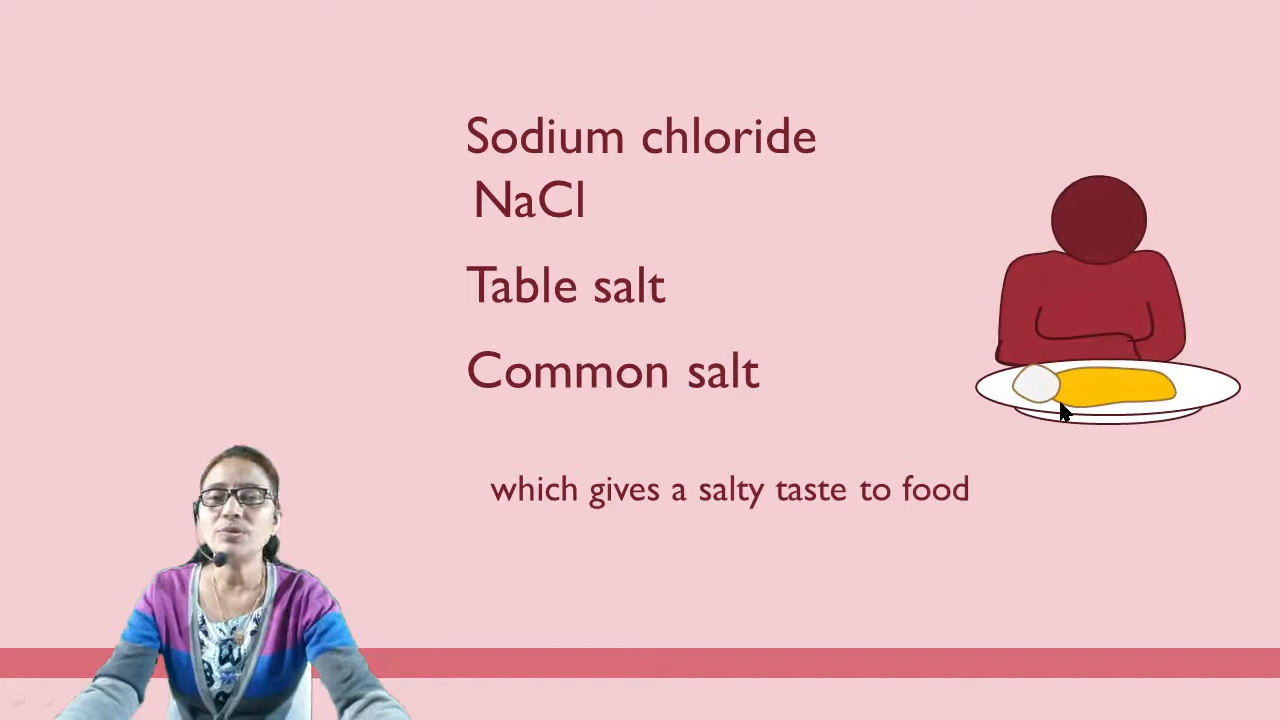 Sodium chloride
NaCl
Table salt
Common salt
which gives a salty taste to food